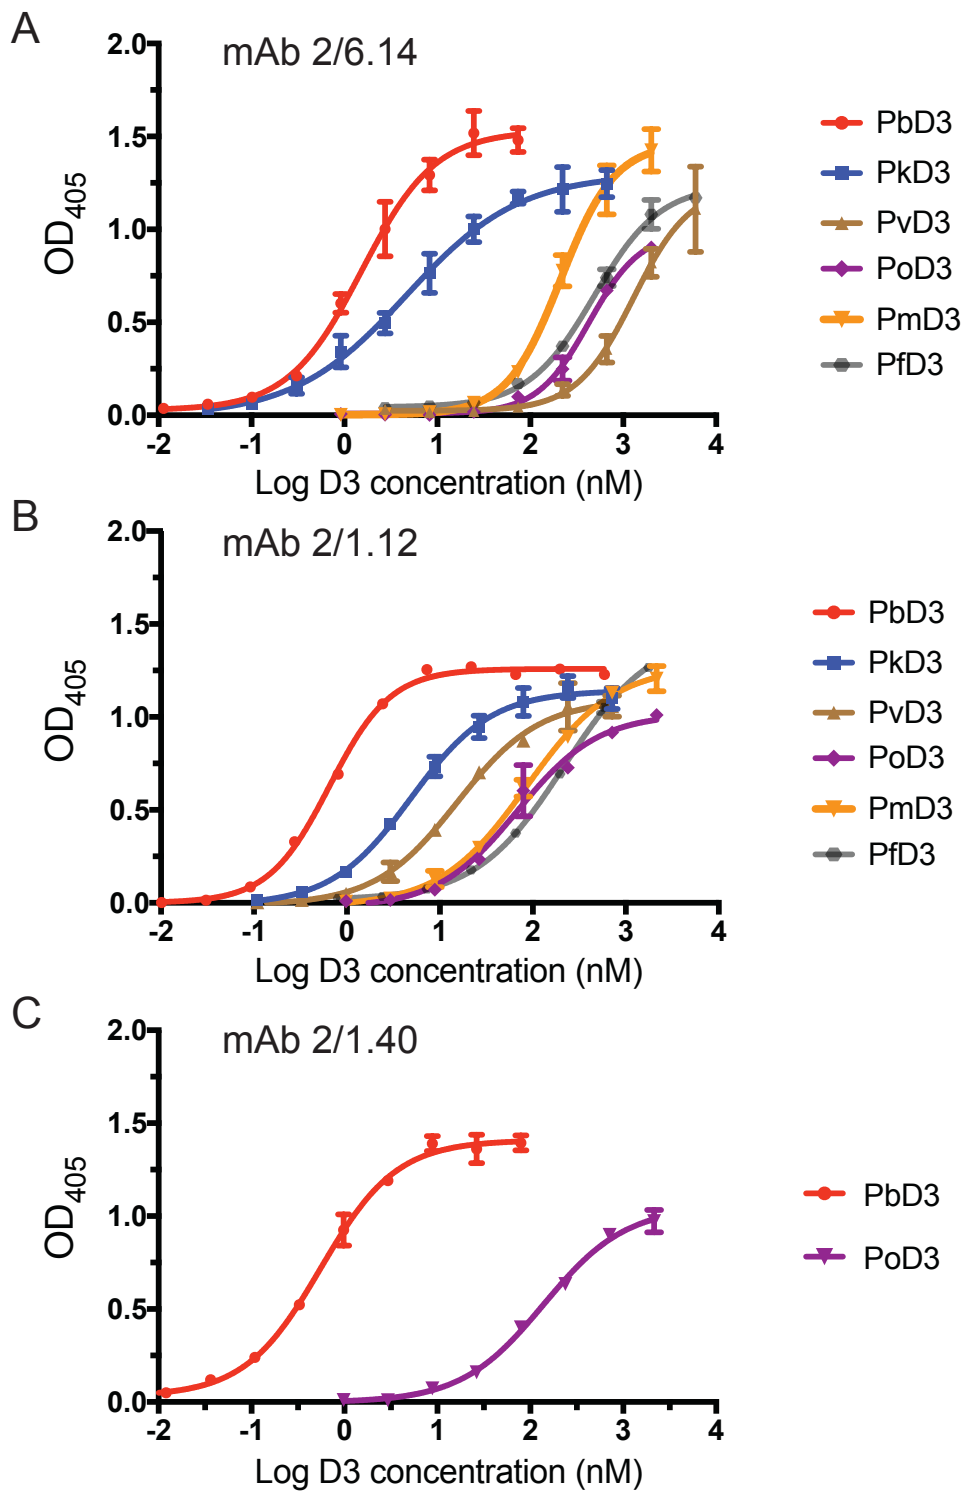 A
mAb 2/6.14
2.0
1.5
1.0
0.5
0.0
OD405
-2 -1 0 1 2 3 4
Log D3 concentration (nM)
PbD3
PkD3
PvD3
PoD3
PmD3
PfD3
B
mAb 2/1.12
2.0
1.5
1.0
0.5
0.0
OD405
-2 -1 0 1 2 3 4
Log D3 concentration (nM)
PbD3
PkD3
PvD3
PoD3
PmD3
PfD3
C
mAb 2/1.40
2.0
1.5
1.0
0.5
0.0
OD405
-2 -1 0 1 2 3 4
Log D3 concentration (nM)
PbD3
PoD3